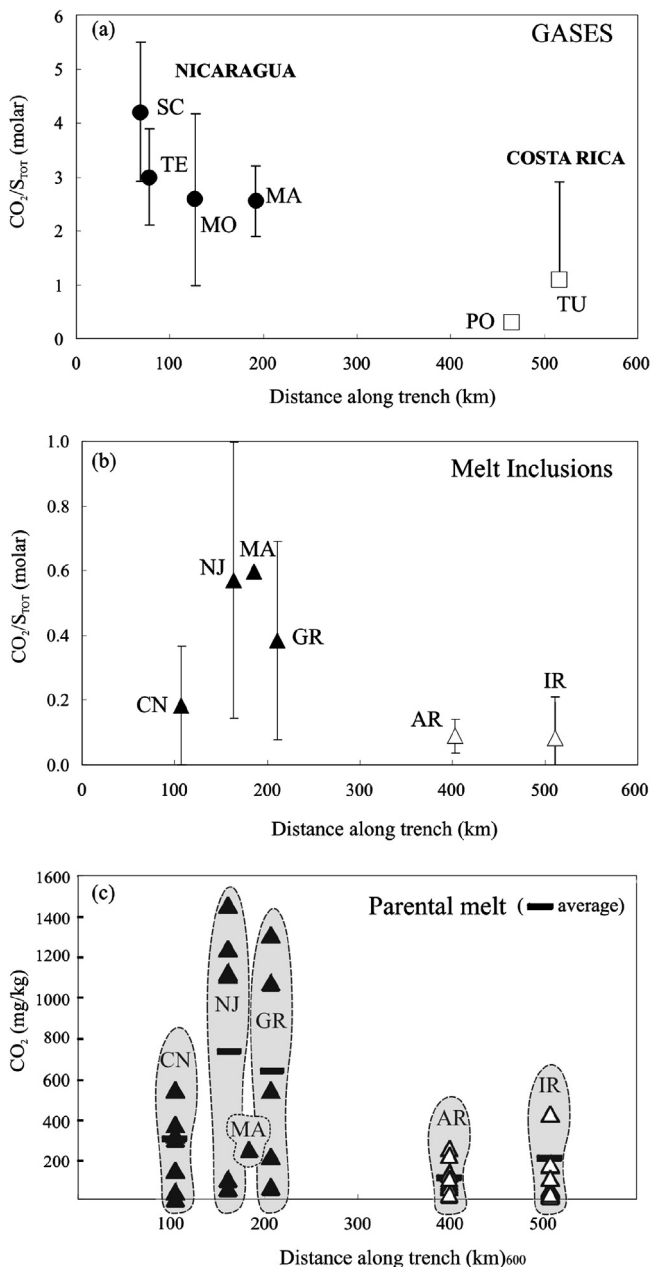 (a)
GASES
NICARAGUA
COSTA RICA
SC
TE
MO
MA
PO
TU
6
5
4
3
2
1
0
CO2/STOT (molar)
0 100 200 300 400 500 600
Distance along trench (km)
(b)
Melt Inclusions
NJ
MA
GR
CN
AR
IR
1.0
0.8
0.6
0.4
0.2
0.0
CO2/STOT (molar)
0 100 200 300 400 500 600
Distance along trench (km)
(c)
Parental melt ( average)
CN
NJ
GR
MA
AR
IR
1600
1400
1200
1000
800
600
400
200
CO2 (mg/kg)
100 200 300 400 500
Distance along trench (km)600